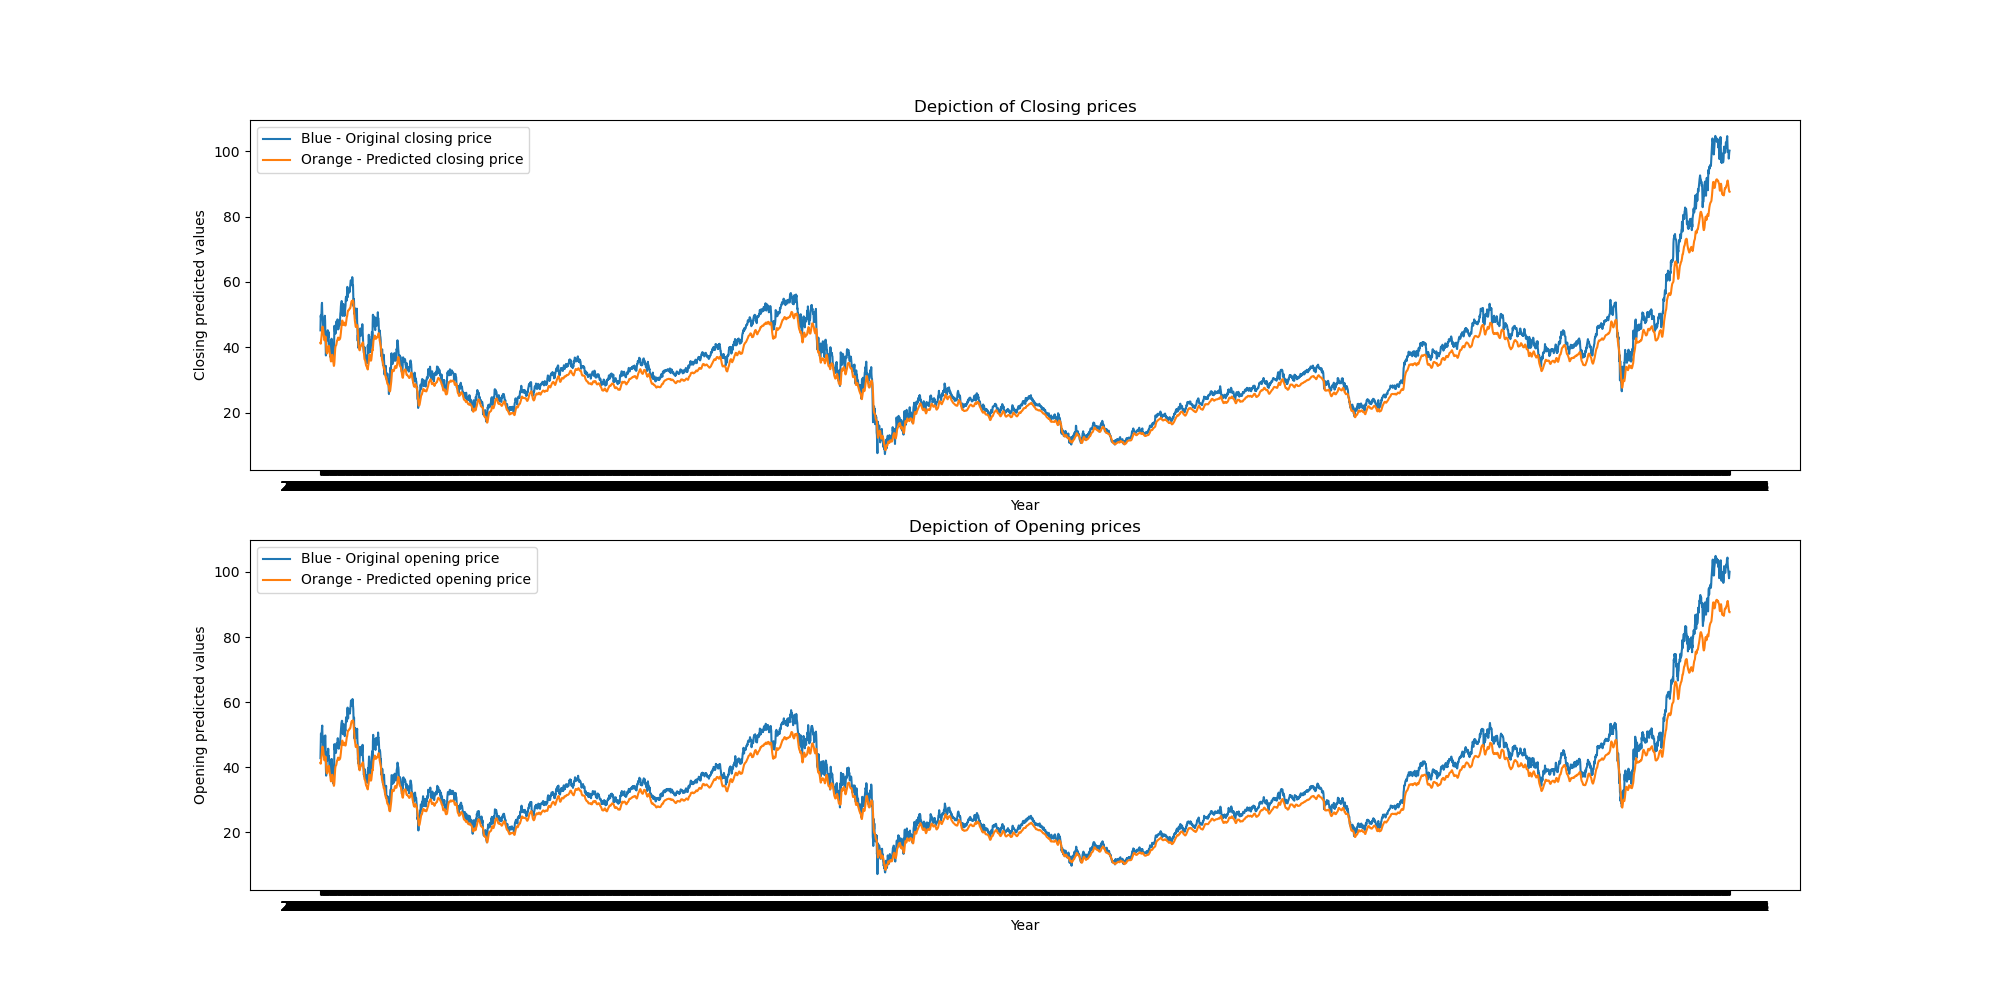 Depiction of Closing prices
Blue - Original closing price
Orange - Predicted closing price
100
80
60
40
20
Closing predicted values
Year
Depiction of Opening prices
Blue - Original opening price
Orange - Predicted opening price
100
80
60
40
20
Opening predicted values
Year